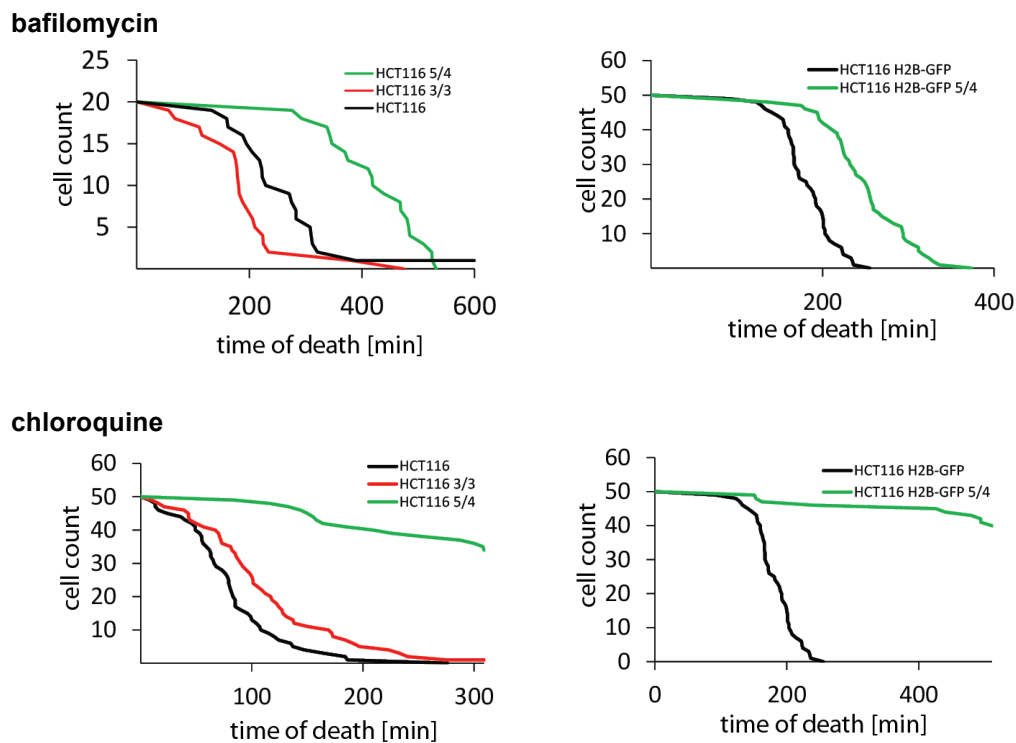 bafilomycin
25
20
15
10
5
cell count
HCT116 5/4
HCT116 3/3
HCT116
200
400
600
time of death [min]
60
50
40
30
20
10
cell count
HCT116 H2B-GFP
HCT116 H2B-GFP 5/4
200
400
time of death [min]
chloroquine
60
50
40
30
20
10
cell count
HCT116
HCT116 3/3
HCT116 5/4
100
200
300
time of death [min]
60
50
40
30
20
10
0
cell count
HCT116 H2B-GFP
HCT116 H2B-GFP 5/4
0
200
400
time of death [min]